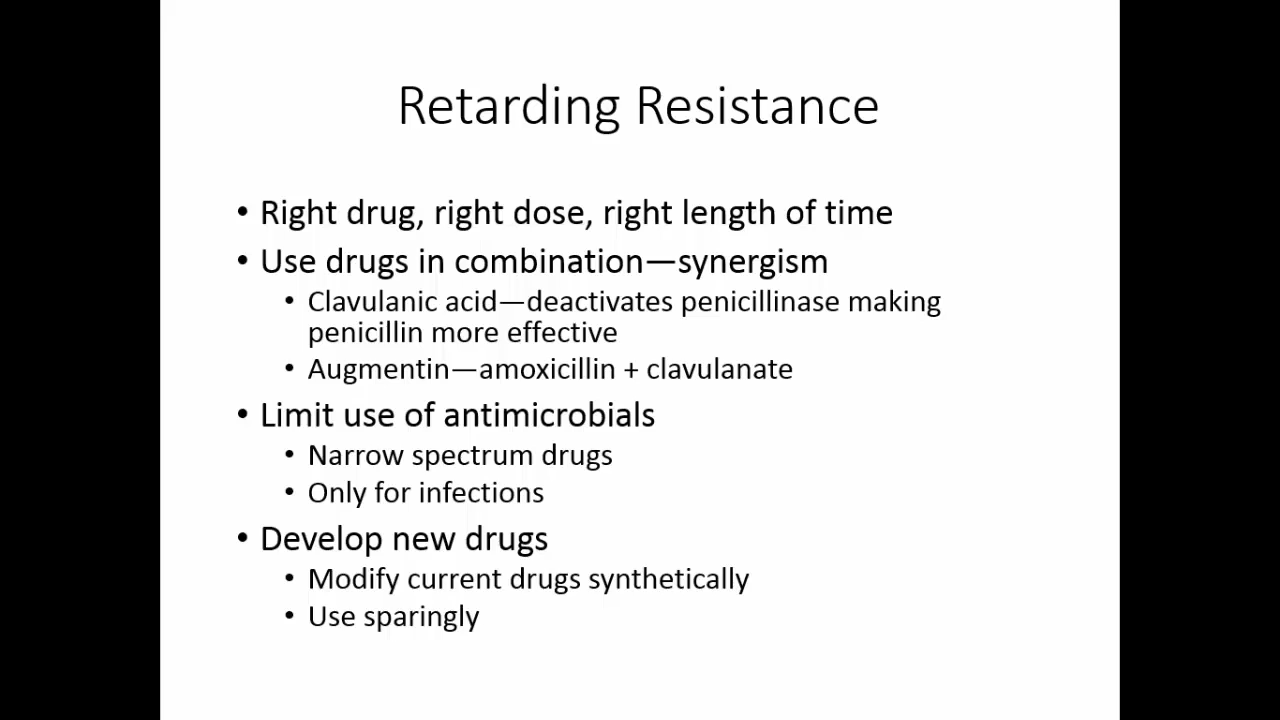 Retarding Resistance
• Right drug, right dose, right length of time
• Use drugs in combination—synergism
• Clavulanic acid—deactivates penicillinase making
penicillin more effective
• Augmentin—amoxicillin + clavulanate
• Limit use of antimicrobials
• Narrow spectrum drugs
• Only for infections
• Develop new drugs
• Modify current drugs synthetically
• Use sparingly